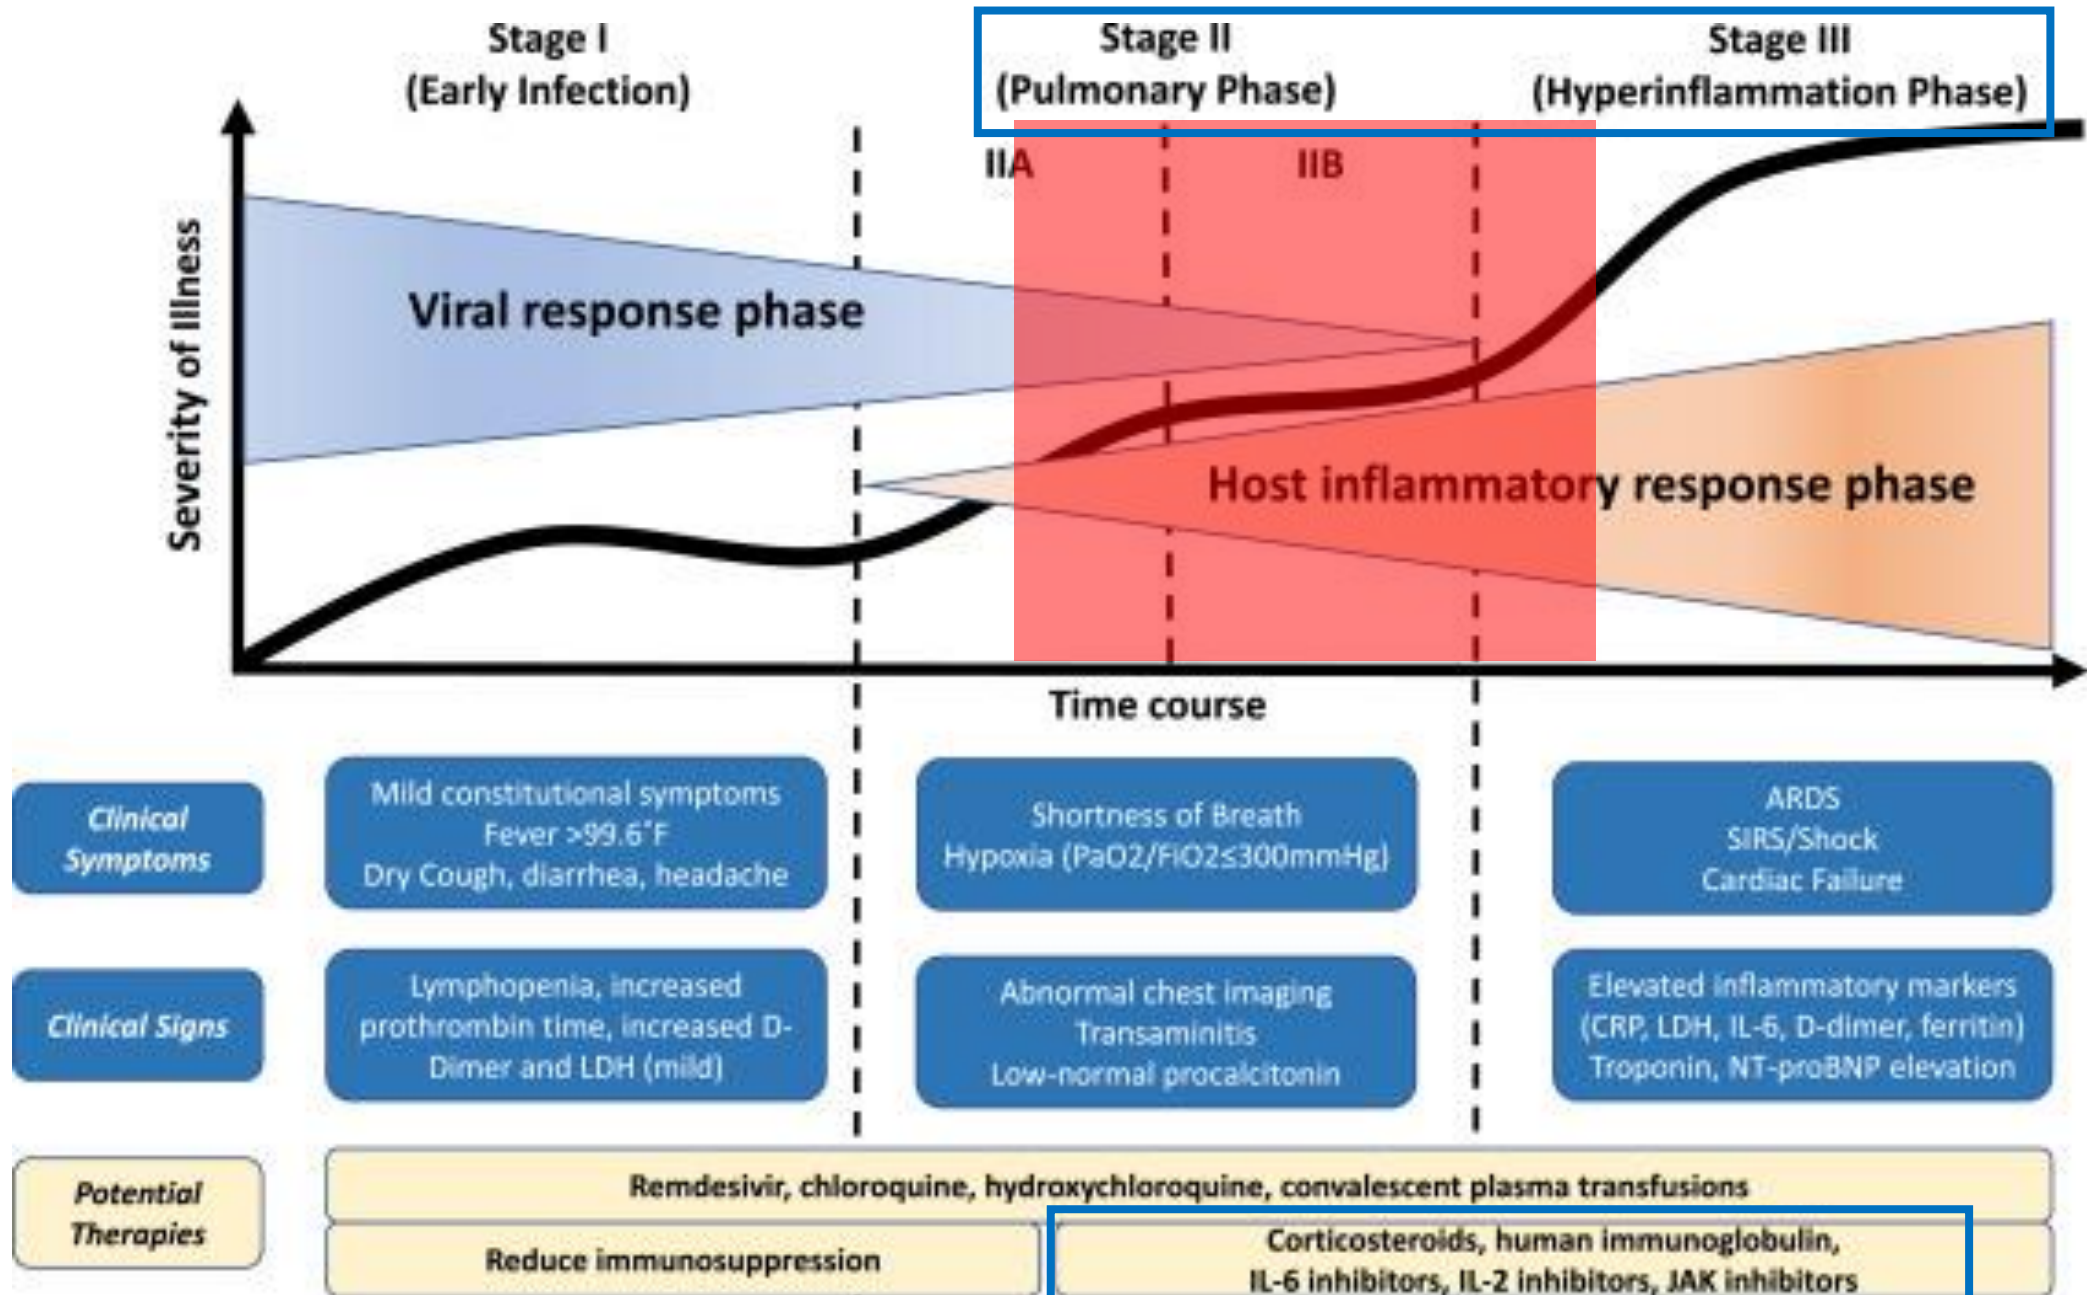 Stage I
(Early Infection)
Stage II
(Pulmonary Phase)
Stage III
(Hyperinflammation Phase)
IIA
IIB
Severity of Illness
Viral response phase
Host inflammatory response phase
Time course
Clinical
Symptoms
Mild constitutional symptoms
Fever >99.6°F
Dry Cough, diarrhea, headache
Shortness of Breath
Hypoxia (PaO2/FiO2≤300mmHg)
ARDS
SIRS/Shock
Cardiac Failure
Clinical Signs
Lymphopenia, increased
prothrombin time, increased D-
Dimer and LDH (mild)
Abnormal chest imaging
Transaminitis
Low-normal procalcitonin
Elevated inflammatory markers
(CRP, LDH, IL-6, D-dimer, ferritin)
Troponin, NT-proBNP elevation
Potential
Therapies
Remdesivir, chloroquine, hydroxychloroquine, convalescent plasma transfusions
Reduce immunosuppression
Corticosteroids, human immunoglobulin,
IL-6 inhibitors, IL-2 inhibitors, JAK inhibitors